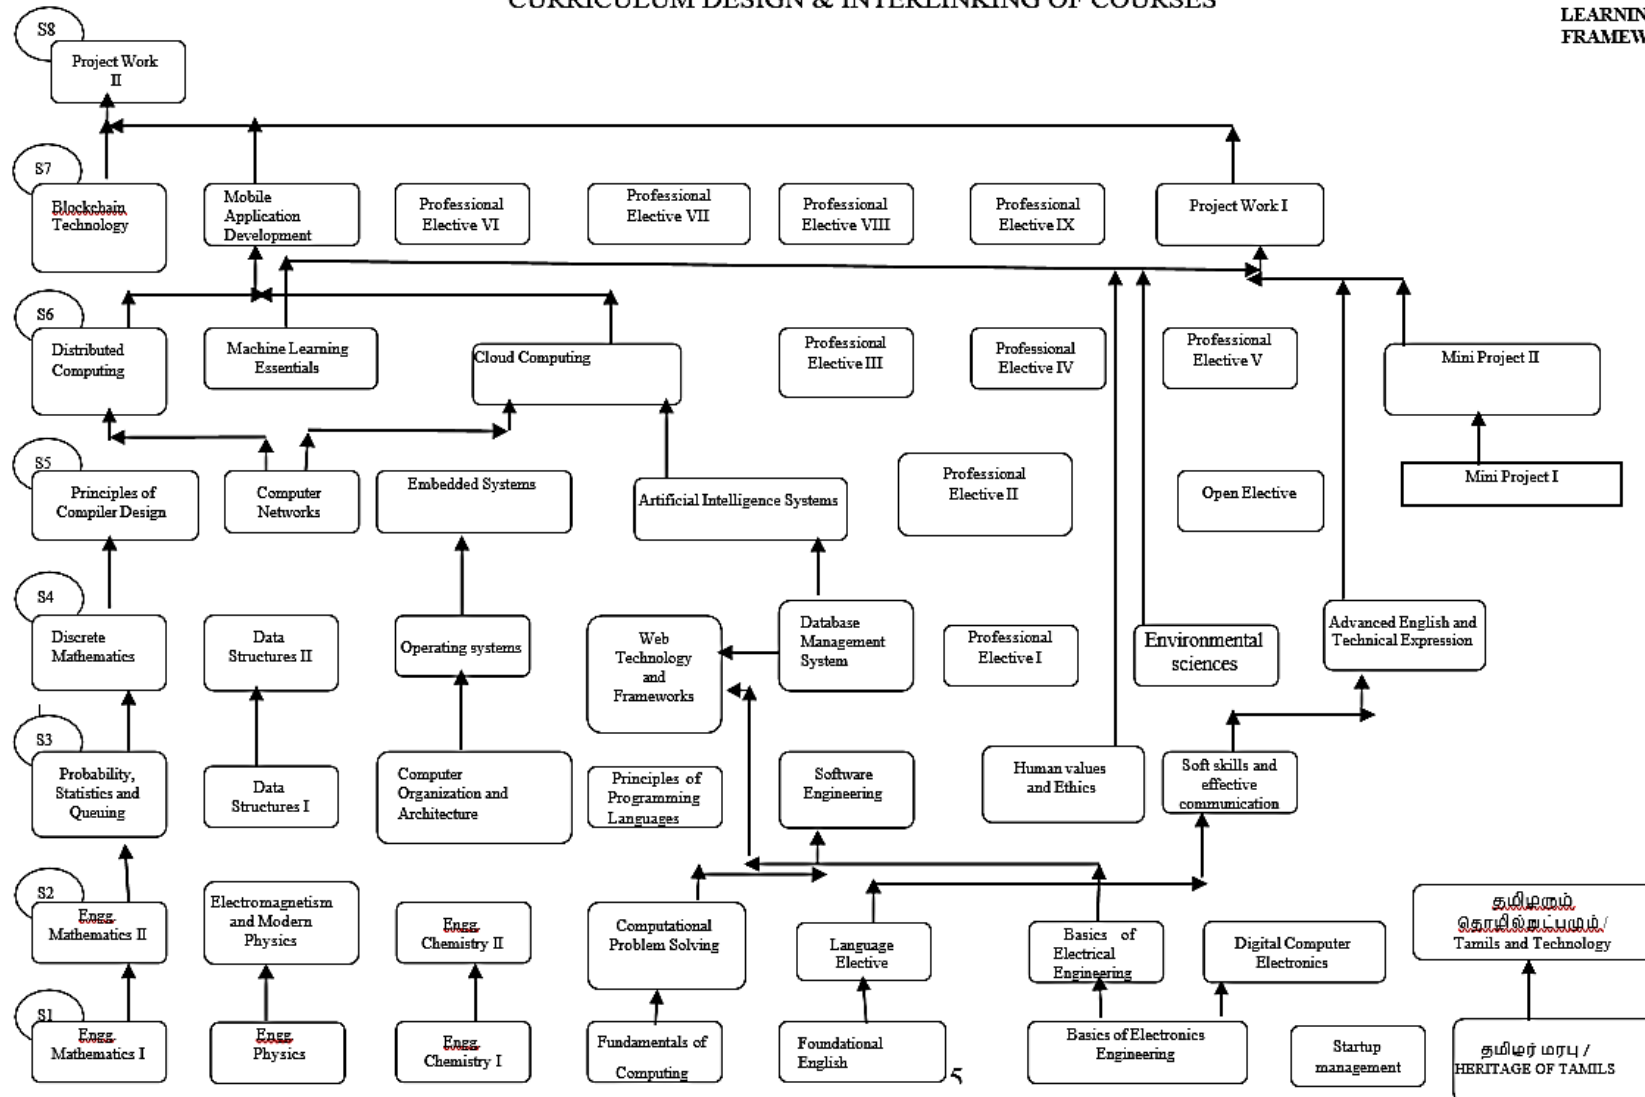 CURRICULUM DESIGN & INTERLINKING OF COURSES
LEARNIN
FRAMEW
S8
Project Work
II
S7
Blockchain
Technology
Mobile
Application
Development
Professional
Elective VI
Professional
Elective VII
Professional
Elective VIII
Professional
Elective IX
Project Work I
S6
Distributed
Computing
Machine Learning
Essentials
Cloud Computing
Professional
Elective III
Professional
Elective IV
Professional
Elective V
Mini Project II
S5
Principles of
Compiler Design
Computer
Networks
Embedded Systems
Artificial Intelligence Systems
Professional
Elective II
Open Elective
Mini Project I
S4
Discrete
Mathematics
Data
Structures II
Operating systems
Web
Technology
and
Frameworks
Database
Management
System
Professional
Elective I
Environmental
sciences
Advanced English and
Technical Expression
S3
Probability,
Statistics and
Queuing
Data
Structures I
Computer
Organization and
Architecture
Principles of
Programming
Languages
Software
Engineering
Human values
and Ethics
Soft skills and
effective
communication
S2
Engg
Mathematics II
Electromagnetism
and Modern
Physics
Engg
Chemistry II
Computational
Problem Solving
Language
Elective
Basics of
Electrical
Engineering
Digital Computer
Electronics
தமிழரும்
தொழில்நுட்பமும்/
Tamils and Technology
S1
Engg
Mathematics I
Engg
Physics
Engg
Chemistry I
Fundamentals of
Computing
Foundational
English
5
Basics of Electronics
Engineering
Startup
management
தமிழர் மரபு /
HERITAGE OF TAMILS